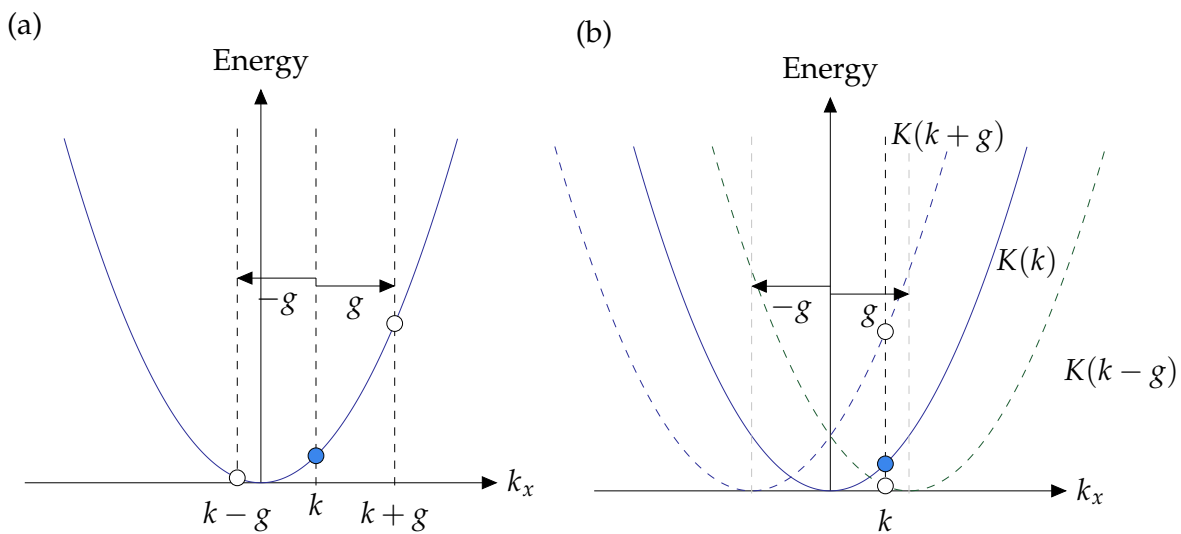 (a)
Energy
−g
g
k − g
k
k + g
k_x
(b)
Energy
K(k + g)
K(k)
−g
g
K(k − g)
k_x
k